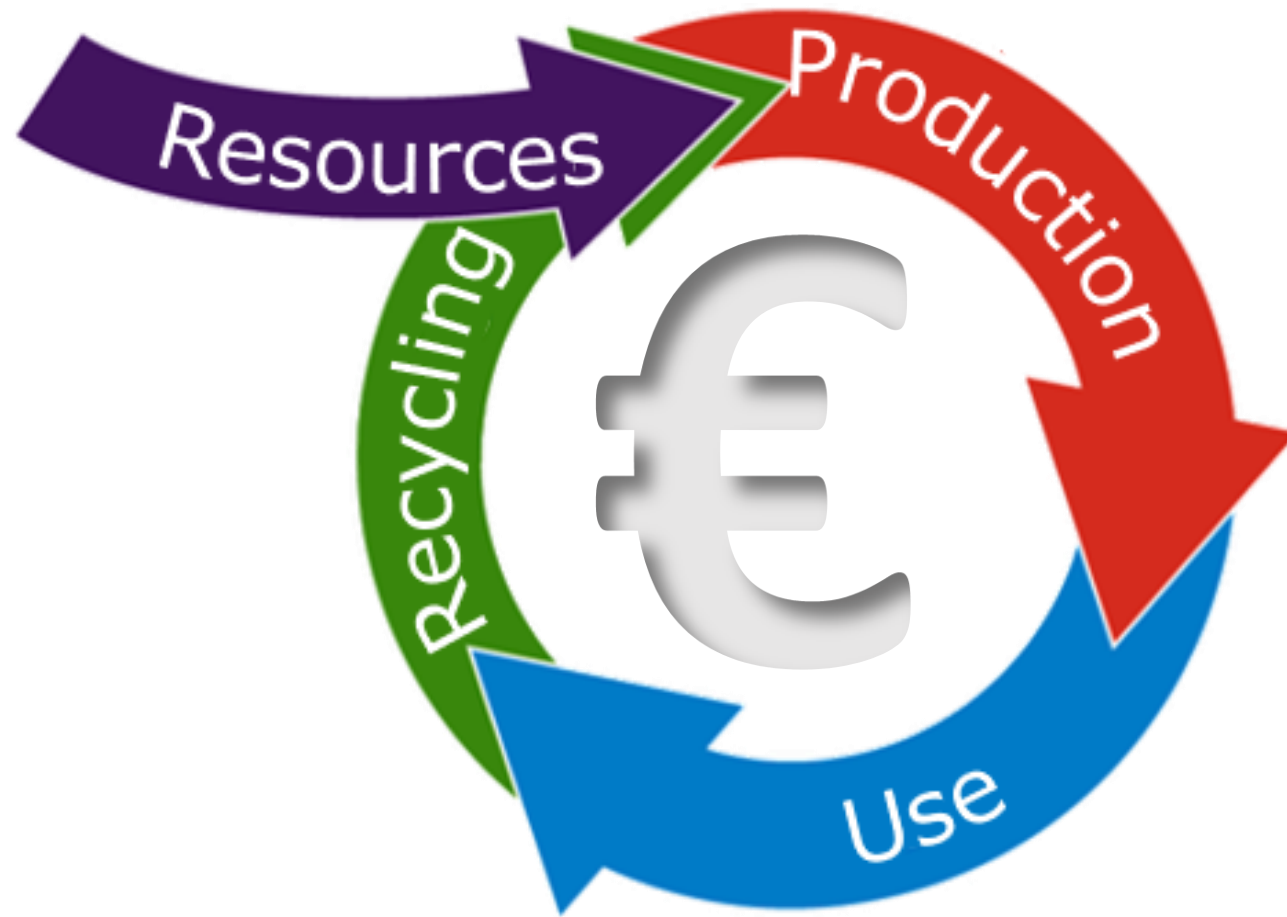 Resources
Production
Use
Recycling
€